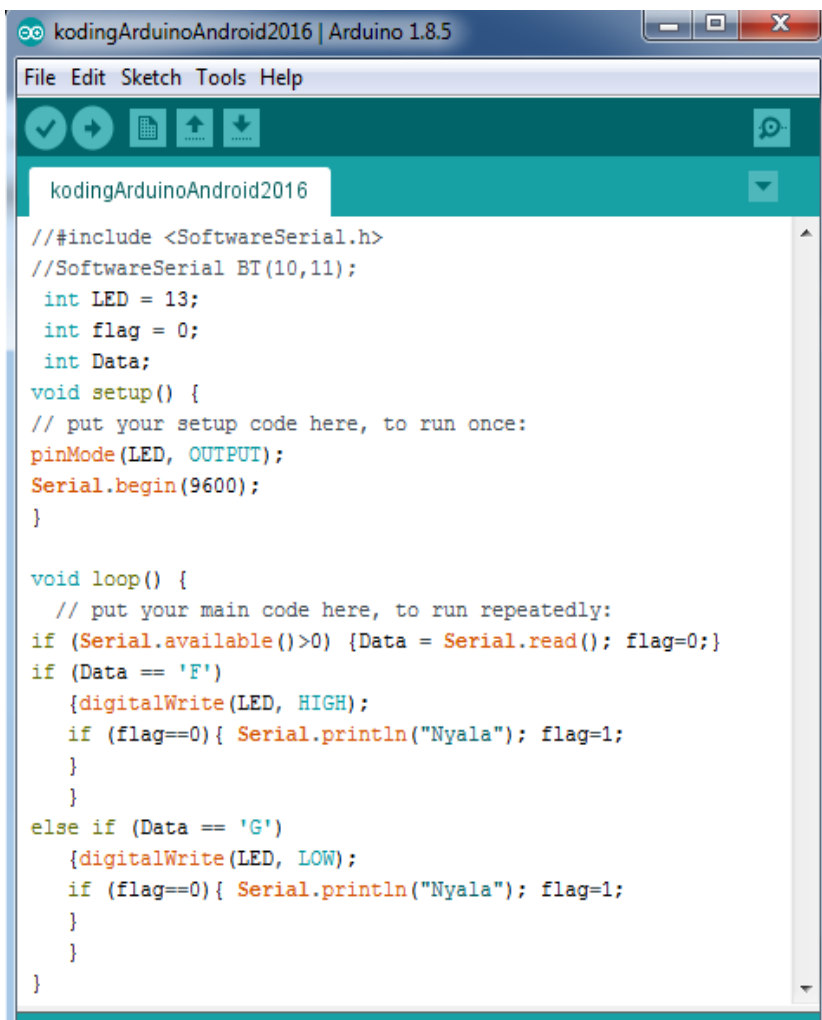 kodingArduinoAndroid2016 | Arduino 1.8.5
File Edit Sketch Tools Help
kodingArduinoAndroid2016
//#include <SoftwareSerial.h>
//SoftwareSerial BT(10,11);
 int LED = 13;
 int flag = 0;
 int Data;
void setup() {
// put your setup code here, to run once:
pinMode(LED, OUTPUT);
Serial.begin(9600);
}

void loop() {
  // put your main code here, to run repeatedly:
if (Serial.available()>0) {Data = Serial.read(); flag=0;}
if (Data == 'F')
   {digitalWrite(LED, HIGH);
   if (flag==0){ Serial.println("Nyala"); flag=1;
   }
   }
else if (Data == 'G')
   {digitalWrite(LED, LOW);
   if (flag==0){ Serial.println("Nyala"); flag=1;
   }
   }
}